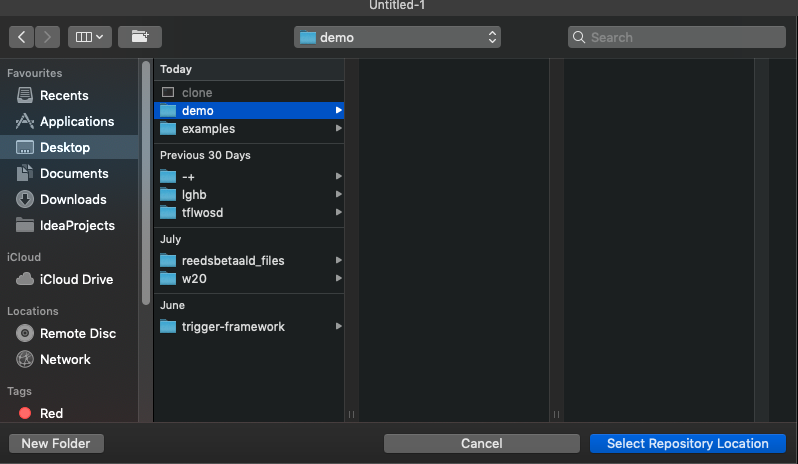 Untitled-1
demo
Search
Favourites
Recents
Applications
Desktop
Documents
Downloads
IdeaProjects
iCloud
iCloud Drive
Locations
Remote Disc
Network
Tags
Red
Today
clone
demo
examples
Previous 30 Days
-+
lghb
tflwosd
July
reedsbetaald_files
w20
June
trigger-framework
New Folder
Cancel
Select Repository Location